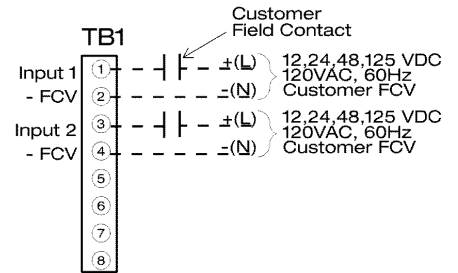 Customer
Field Contact
TB1
Input 1 1 +(L) 12,24,48,125 VDC
120VAC, 60Hz
- FCV 2 -(N) Customer FCV
Input 2 3 +(L) 12,24,48,125 VDC
120VAC, 60Hz
- FCV 4 -(N) Customer FCV
5
6
7
8